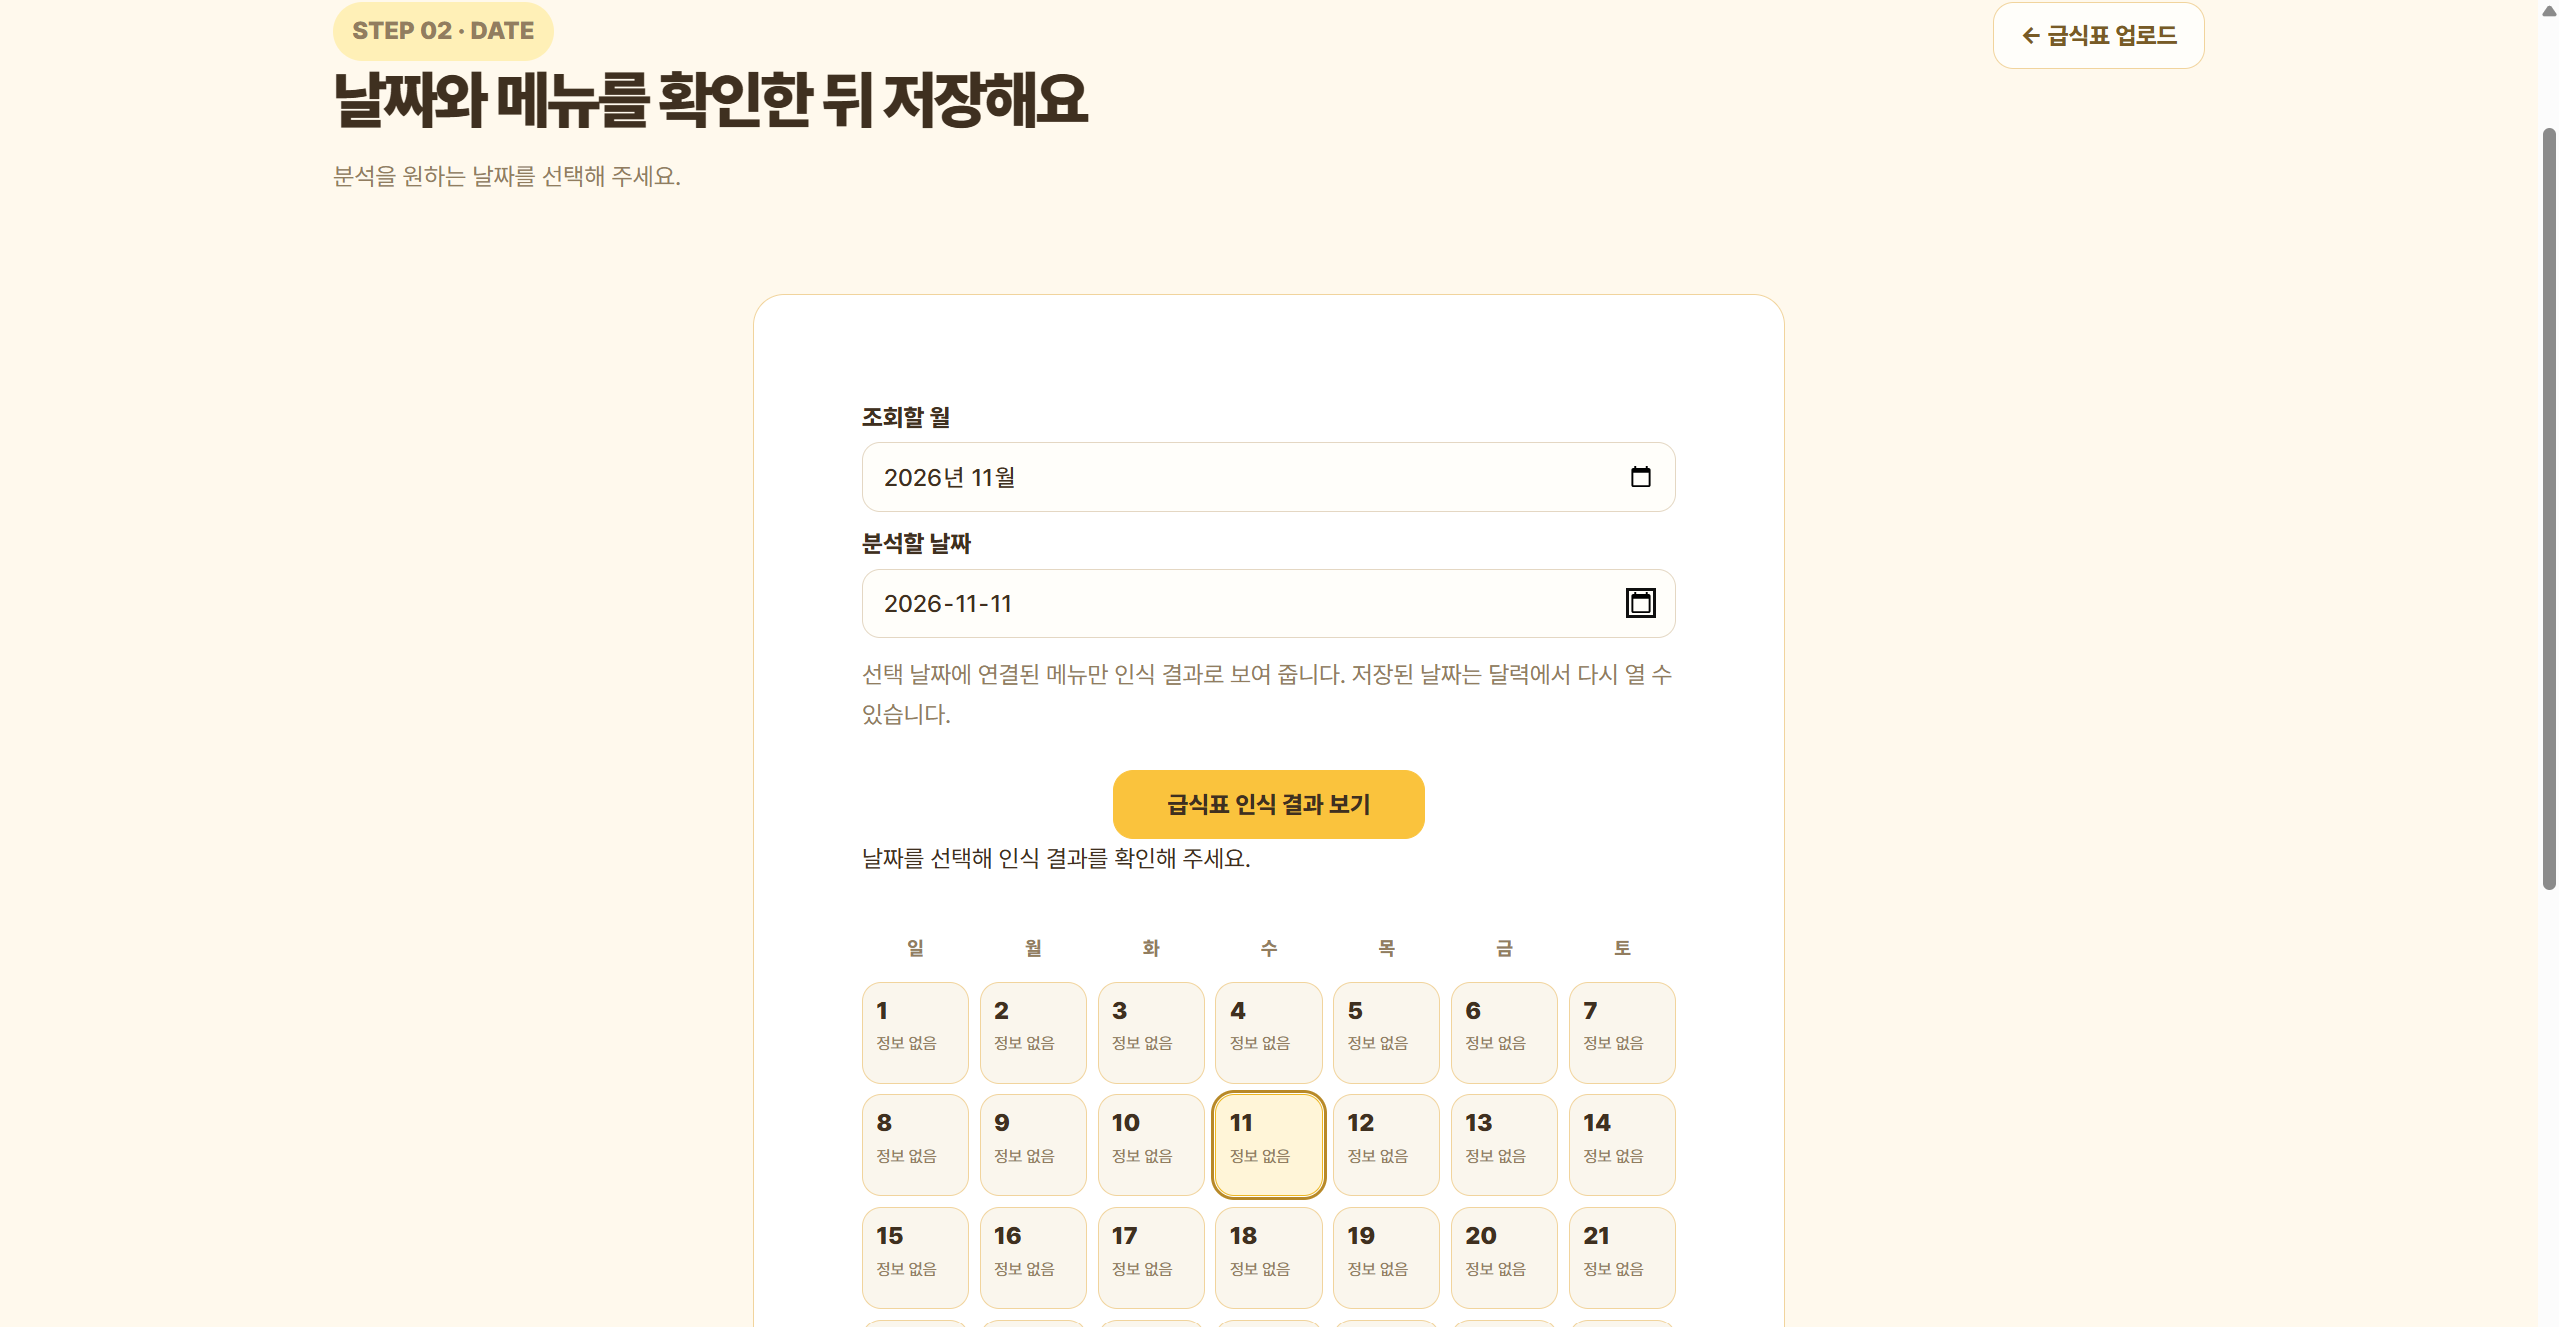 STEP 02 · DATE
← 급식표 업로드
날짜와 메뉴를 확인한 뒤 저장해요
분석을 원하는 날짜를 선택해 주세요.
조회할 월
2026년 11월
분석할 날짜
2026-11-11
선택 날짜에 연결된 메뉴만 인식 결과로 보여 줍니다. 저장된 날짜는 달력에서 다시 열 수
있습니다.
급식표 인식 결과 보기
날짜를 선택해 인식 결과를 확인해 주세요.
일 월 화 수 목 금 토
1 2 3 4 5 6 7
정보 없음 정보 없음 정보 없음 정보 없음 정보 없음 정보 없음 정보 없음
8 9 10 11 12 13 14
정보 없음 정보 없음 정보 없음 정보 없음 정보 없음 정보 없음 정보 없음
15 16 17 18 19 20 21
정보 없음 정보 없음 정보 없음 정보 없음 정보 없음 정보 없음 정보 없음